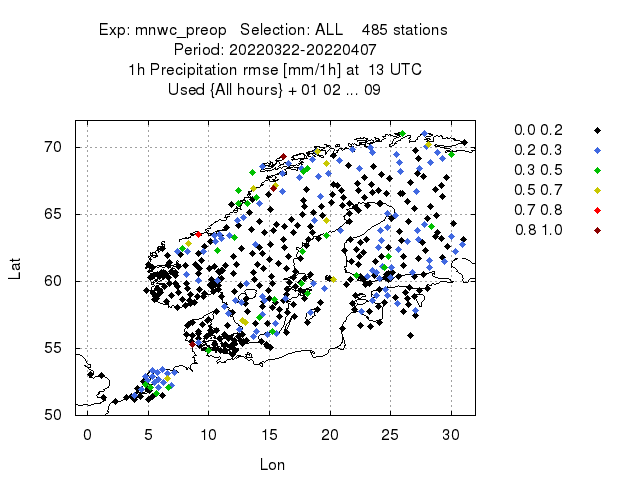 Exp: mnwc_preop   Selection: ALL    485 stations
Period: 20220322-20220407
1h Precipitation rmse [mm/1h] at  13 UTC
Used {All hours} + 01 02 ... 09
70
65
60
55
50
Lat
0 5 10 15 20 25 30
Lon
0.0 0.2
0.2 0.3
0.3 0.5
0.5 0.7
0.7 0.8
0.8 1.0